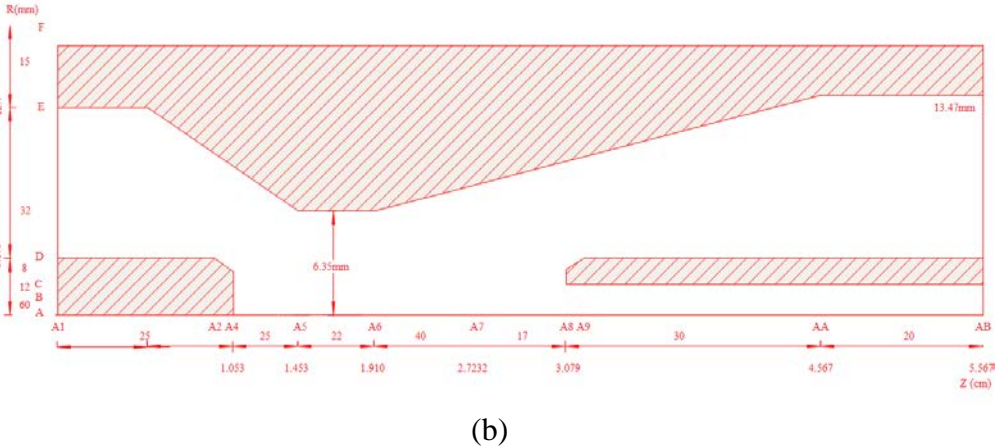 R(mm)
F
15
E
13.47mm
32
6.35mm
D
8
12 C
B
60
A
A1 A2 A4 A5 A6 A7 A8 A9 AA AB
25 25 22 40 17 30 20
1.053 1.453 1.910 2.7232 3.079 4.567 5.567
Z (cm)
(b)